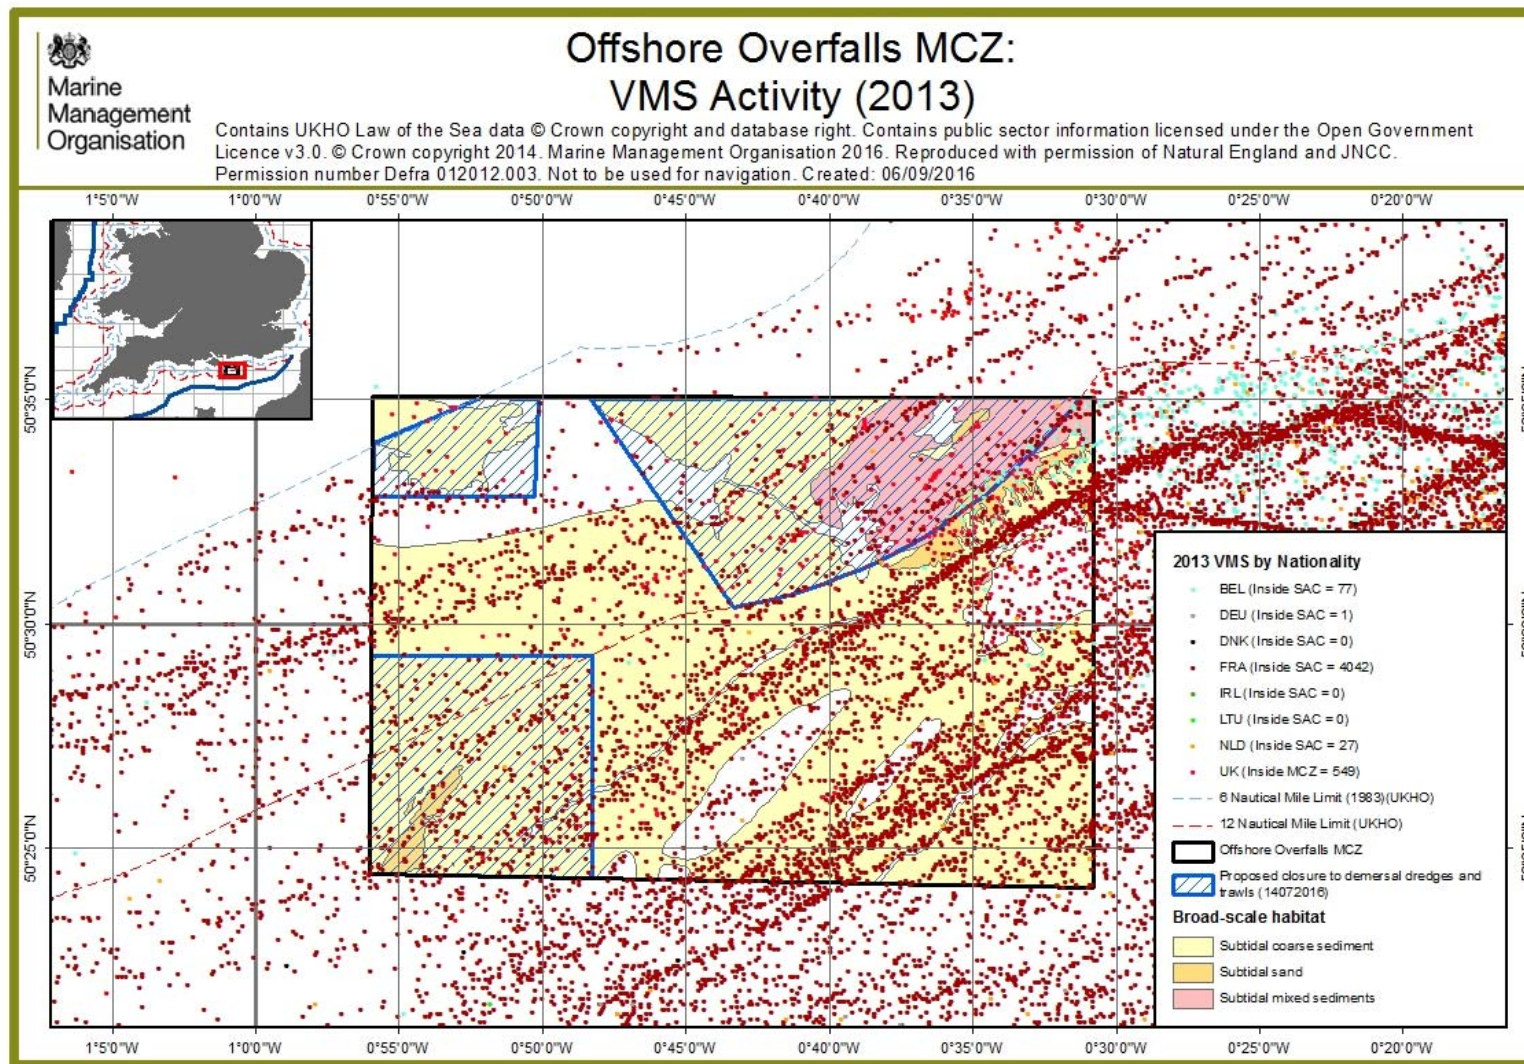 Offshore Overfalls MCZ:
VMS Activity (2013)
Marine
Management
Organisation
Contains UKHO Law of the Sea data © Crown copyright and database right. Contains public sector information licensed under the Open Government
Licence v3.0. © Crown copyright 2014. Marine Management Organisation 2016. Reproduced with permission of Natural England and JNCC.
Permission number Defra 012012.003. Not to be used for navigation. Created: 06/09/2016
1°5'0"W 1°0'0"W 0°55'0"W 0°50'0"W 0°45'0"W 0°40'0"W 0°35'0"W 0°30'0"W 0°25'0"W 0°20'0"W
50°35'0"N
50°30'0"N
50°25'0"N
2013 VMS by Nationality
BEL (Inside SAC = 77)
DEU (Inside SAC = 1)
DNK (Inside SAC = 0)
FRA (Inside SAC = 4042)
IRL (Inside SAC = 0)
LTU (Inside SAC = 0)
NLD (Inside SAC = 27)
UK (Inside MCZ = 549)
6 Nautical Mile Limit (1983)(UKHO)
12 Nautical Mile Limit (UKHO)
Offshore Overfalls MCZ
Proposed closure to demersal dredges and
trawls (14072016)
Broad-scale habitat
Subtidal coarse sediment
Subtidal sand
Subtidal mixed sediments
1°5'0"W 1°0'0"W 0°55'0"W 0°50'0"W 0°45'0"W 0°40'0"W 0°35'0"W 0°30'0"W 0°25'0"W 0°20'0"W